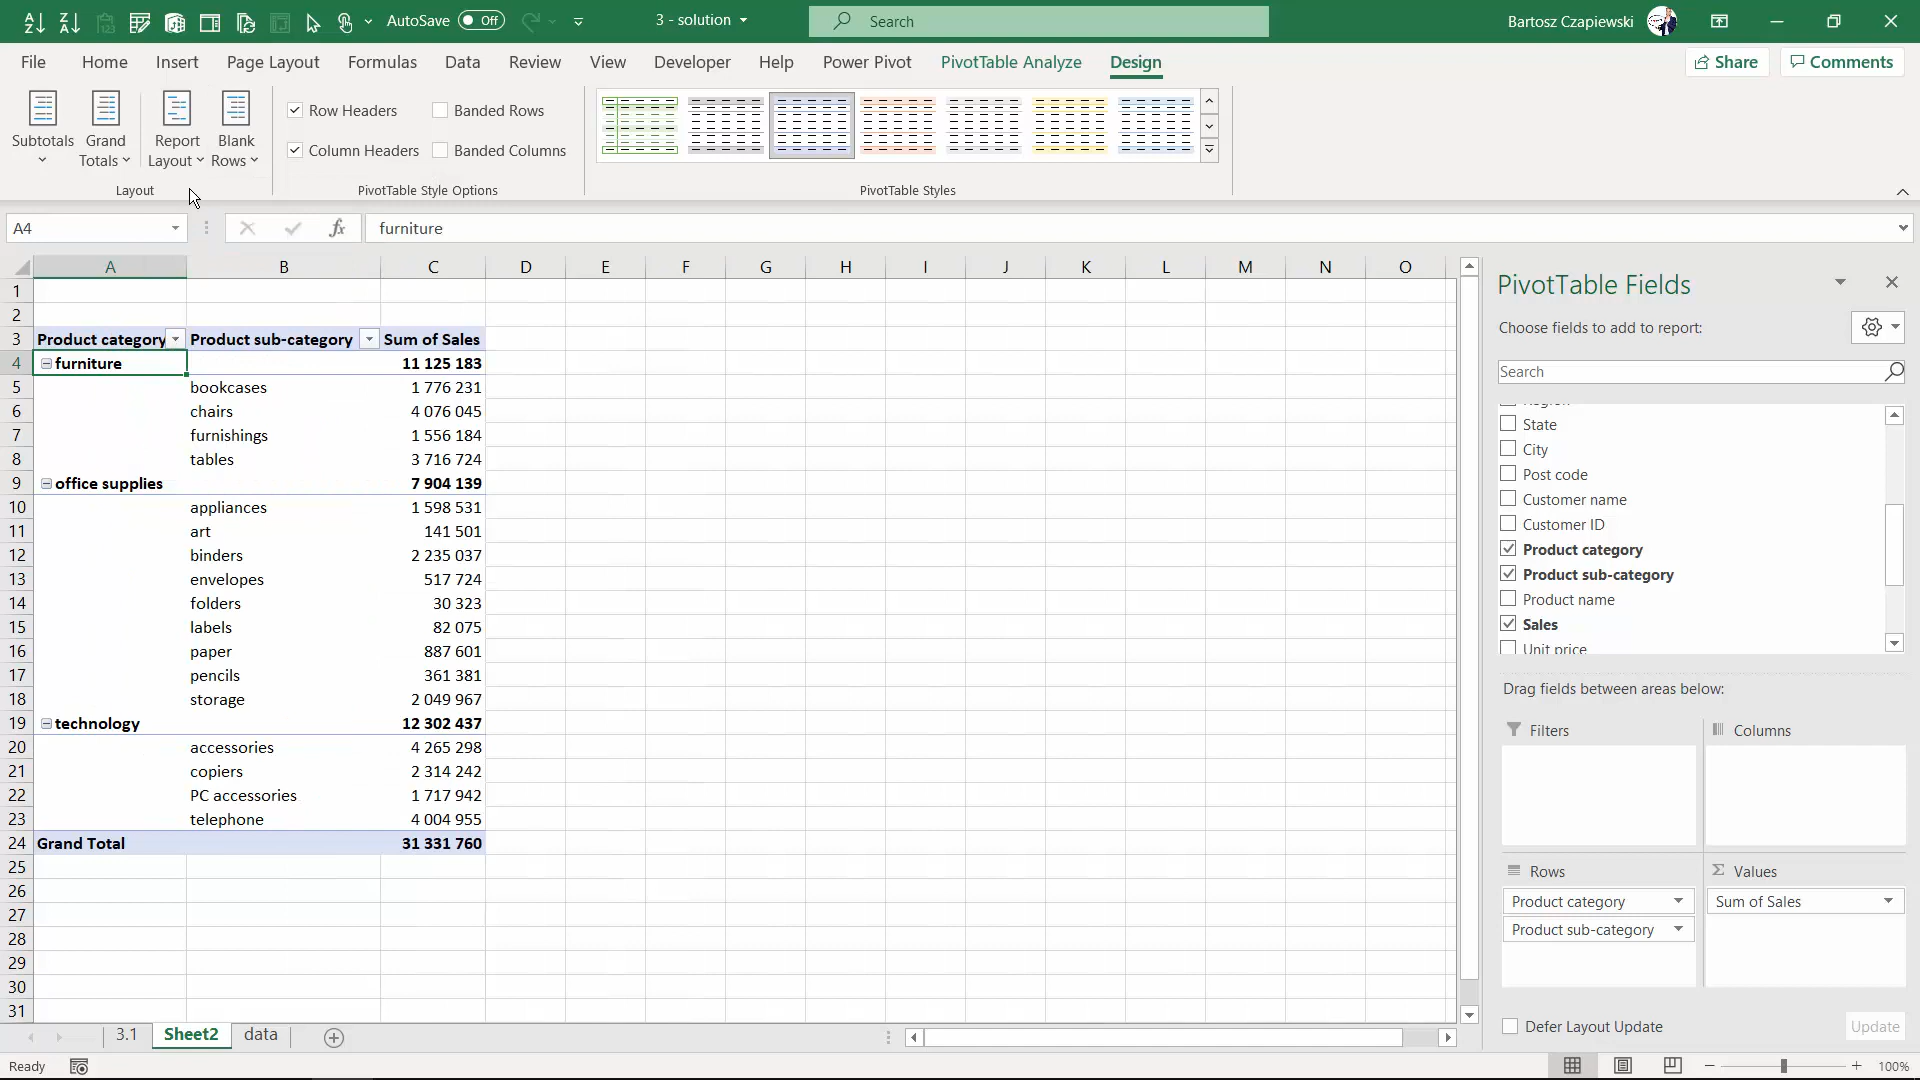 AutoSave Off
3 - solution
Search
Bartosz Czapiewski
File Home Insert Page Layout Formulas Data Review View Developer Help Power Pivot PivotTable Analyze Design
Share Comments
Subtotals
Grand Totals
Report Layout
Blank Rows
Layout
Row Headers Banded Rows
Column Headers Banded Columns
PivotTable Style Options
PivotTable Styles
A4 fx furniture
A B C D E F G H I J K L M N O
1
2
3 Product category Product sub-category Sum of Sales
4 furniture 11 125 183
5 bookcases 1 776 231
6 chairs 4 076 045
7 furnishings 1 556 184
8 tables 3 716 724
9 office supplies 7 904 139
10 appliances 1 598 531
11 art 141 501
12 binders 2 235 037
13 envelopes 517 724
14 folders 30 323
15 labels 82 075
16 paper 887 601
17 pencils 361 381
18 storage 2 049 967
19 technology 12 302 437
20 accessories 4 265 298
21 copiers 2 314 242
22 PC accessories 1 717 942
23 telephone 4 004 955
24 Grand Total 31 331 760
25
26
27
28
29
30
31
PivotTable Fields
Choose fields to add to report:
Search
Region
State
City
Post code
Customer name
Customer ID
Product category
Product sub-category
Product name
Sales
Unit price
Drag fields between areas below:
Filters
Columns
Rows
Product category
Product sub-category
Values
Sum of Sales
Defer Layout Update Update
3.1 Sheet2 data
Ready
100%